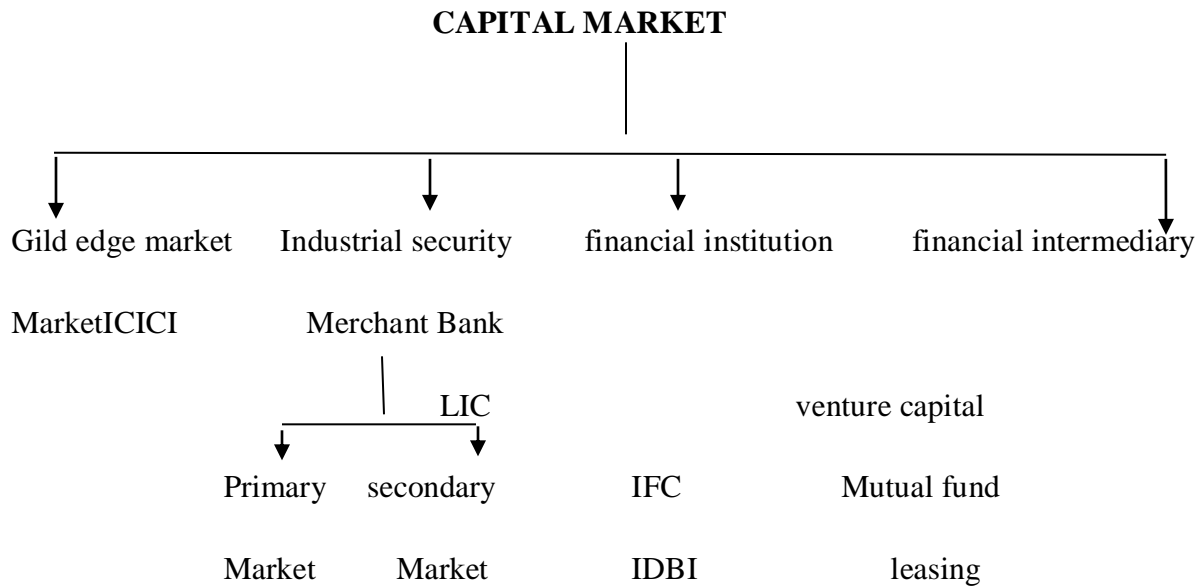 CAPITAL MARKET
Gild edge market Industrial security financial institution financial intermediary
MarketICICI Merchant Bank
LIC venture capital
Primary secondary IFC Mutual fund
Market Market IDBI leasing